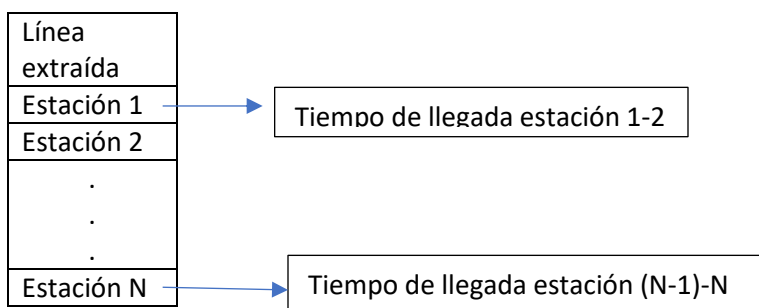 Línea
extraída
Estación 1
Tiempo de llegada estación 1-2
Estación 2
.
.
.
Estación N
Tiempo de llegada estación (N-1)-N